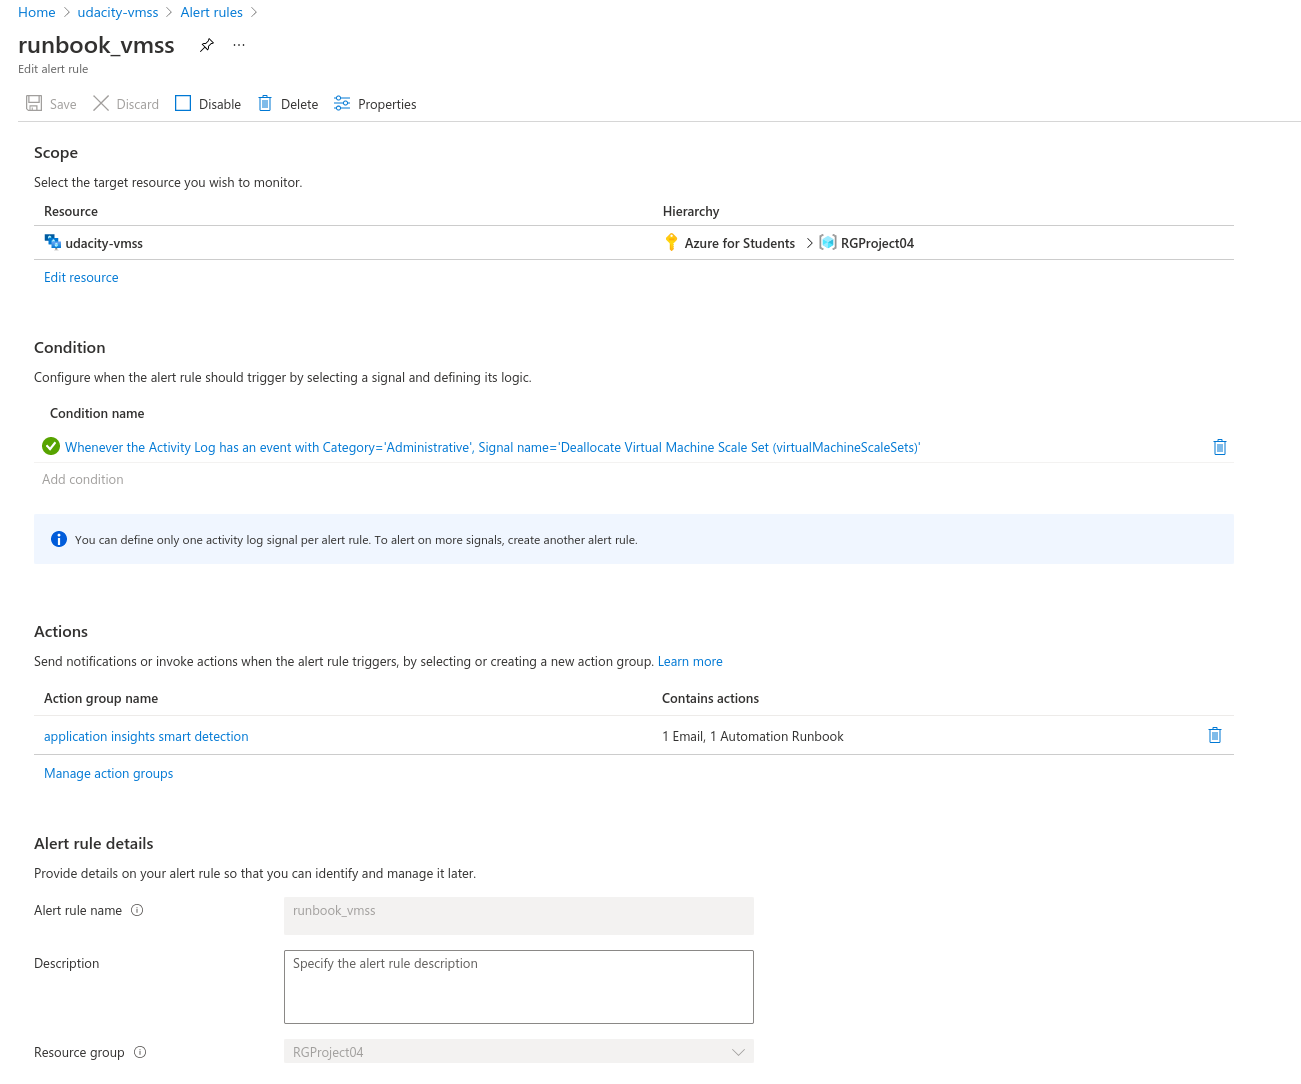 Home > udacity-vmss > Alert rules >
runbook_vmss ...
Edit alert rule
Save Discard Disable Delete Properties
Scope
Select the target resource you wish to monitor.
Resource Hierarchy
udacity-vmss Azure for Students > RGProject04
Edit resource
Condition
Configure when the alert rule should trigger by selecting a signal and defining its logic.
Condition name
Whenever the Activity Log has an event with Category='Administrative', Signal name='Deallocate Virtual Machine Scale Set (virtualMachineScaleSets)'
Add condition
You can define only one activity log signal per alert rule. To alert on more signals, create another alert rule.
Actions
Send notifications or invoke actions when the alert rule triggers, by selecting or creating a new action group. Learn more
Action group name Contains actions
application insights smart detection 1 Email, 1 Automation Runbook
Manage action groups
Alert rule details
Provide details on your alert rule so that you can identify and manage it later.
Alert rule name runbook_vmss
Description Specify the alert rule description
Resource group RGProject04